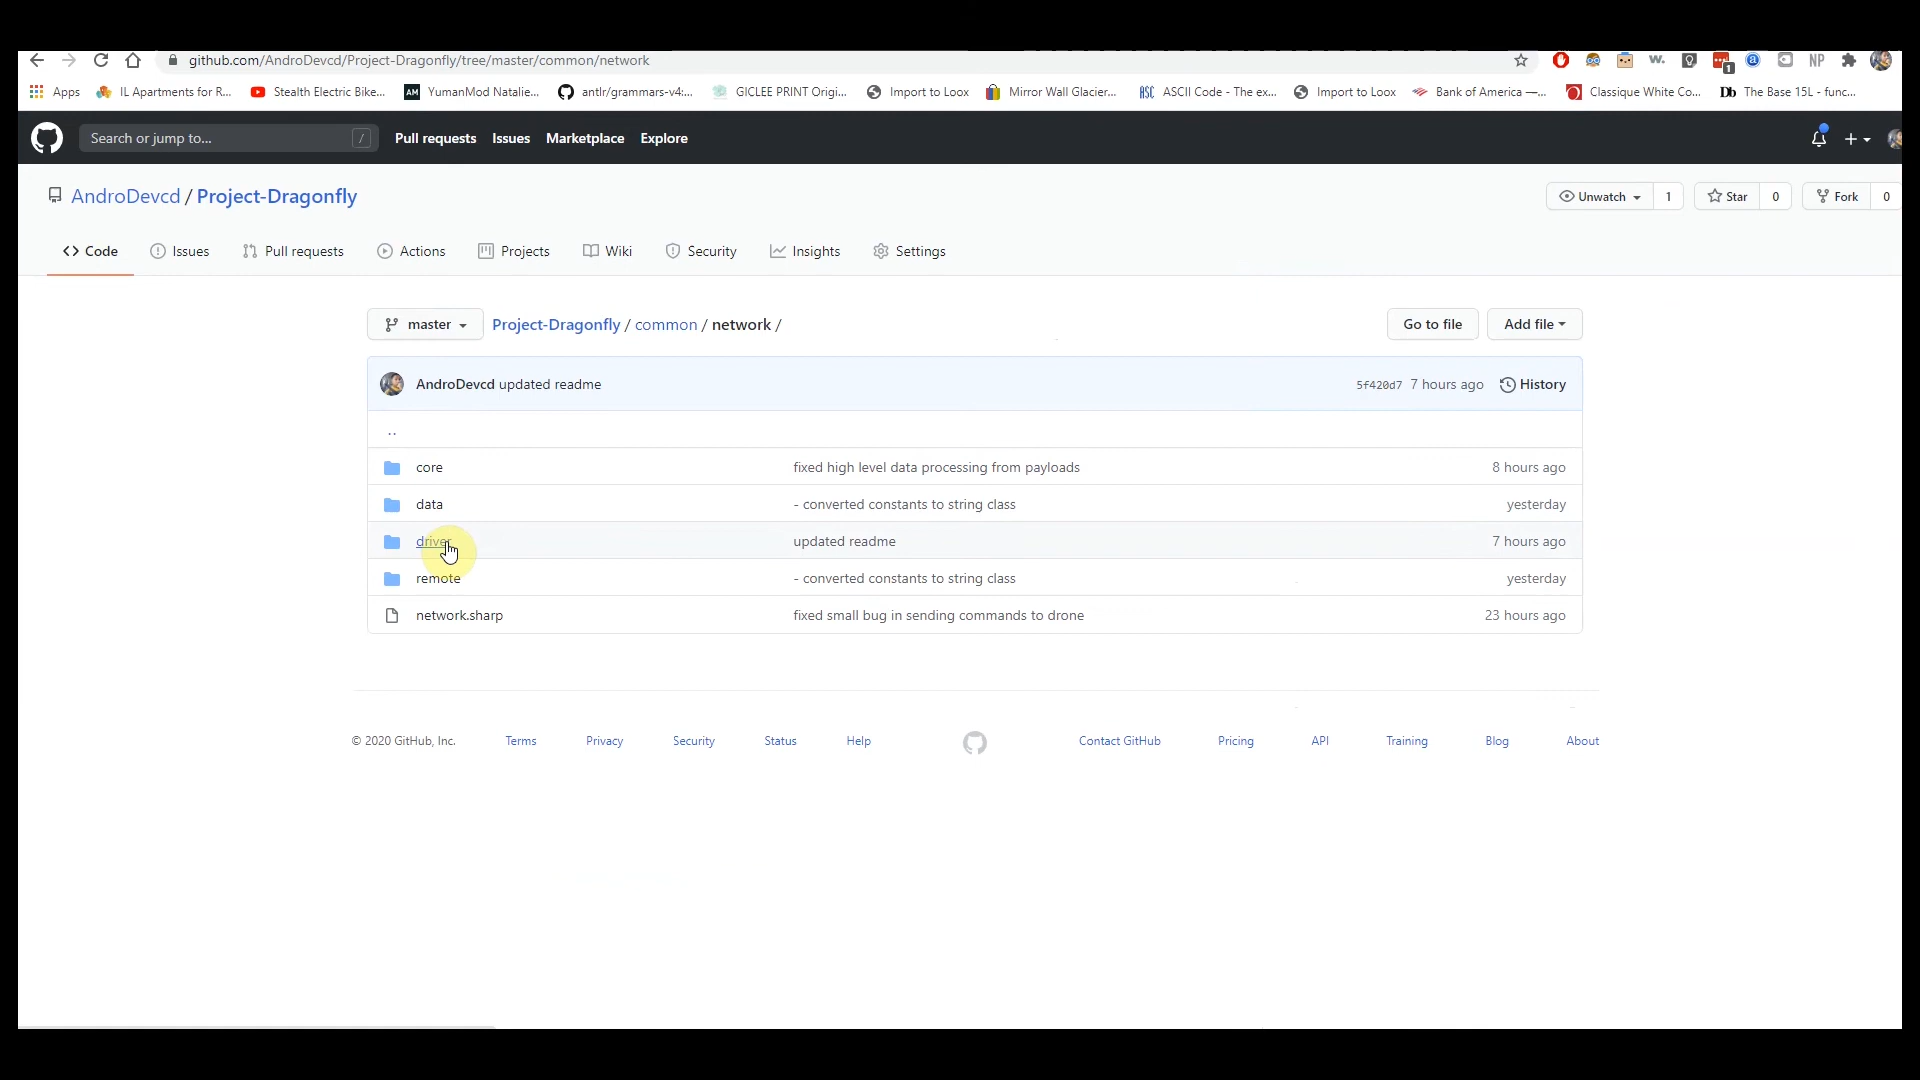 github.com/AndroDevcd/Project-Dragonfly/tree/master/common/network
1
NP
Apps
IL Apartments for R...
Stealth Electric Bike...
AM
YumanMod Natalie...
antlr/grammars-v4:...
GICLEE PRINT Origi...
Import to Loox
Mirror Wall Glacier...
ASC
ASCII Code - The ex...
Import to Loox
Bank of America —...
Classique White Co...
Db
The Base 15L - func...
Search or jump to...
/
Pull requests
Issues
Marketplace
Explore
AndroDevcd / Project-Dragonfly
Unwatch
1
Star
0
Fork
0
Code
Issues
Pull requests
Actions
Projects
Wiki
Security
Insights
Settings
master
Project-Dragonfly / common / network /
Go to file
Add file
AndroDevcd updated readme
5f420d7 7 hours ago
History
..
core
fixed high level data processing from payloads
8 hours ago
data
- converted constants to string class
yesterday
driver
updated readme
7 hours ago
remote
- converted constants to string class
yesterday
network.sharp
fixed small bug in sending commands to drone
23 hours ago
© 2020 GitHub, Inc.
Terms
Privacy
Security
Status
Help
Contact GitHub
Pricing
API
Training
Blog
About